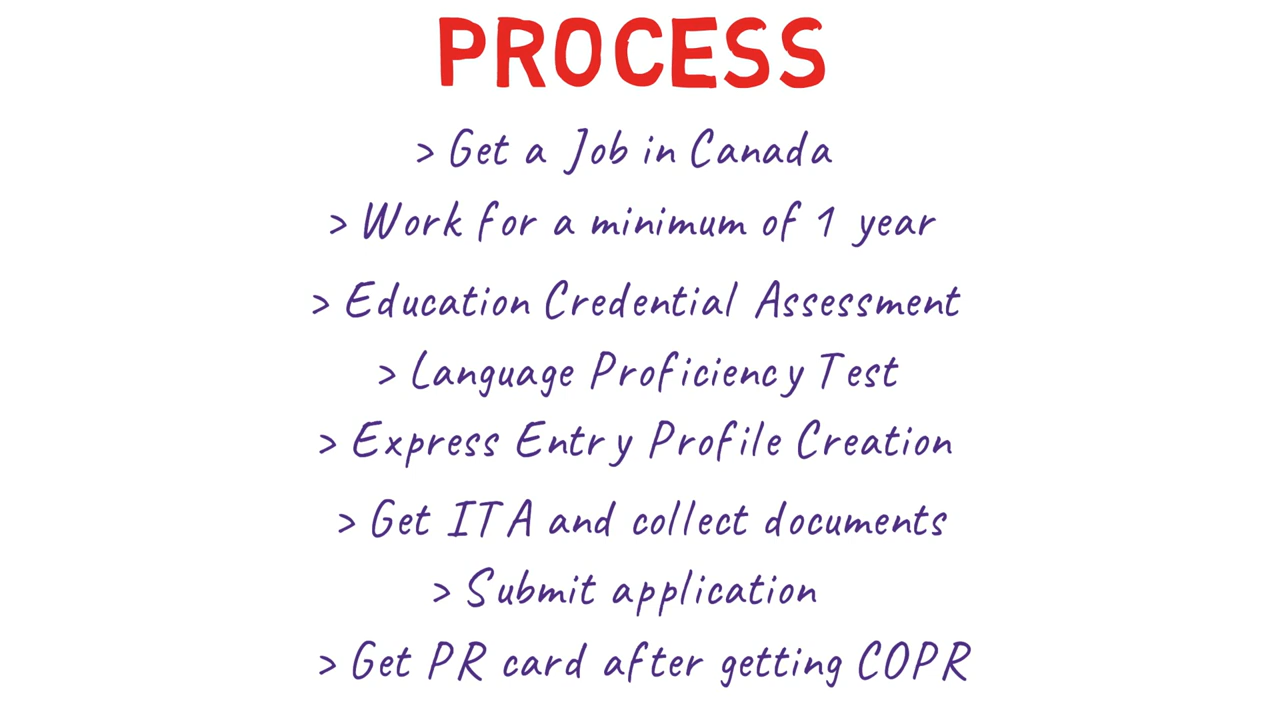 PROCESS
> Get a Job in Canada
> Work for a minimum of 1 year
> Education Credential Assessment
> Language Proficiency Test
> Express Entry Profile Creation
> Get ITA and collect documents
> Submit application
> Get PR card after getting COPR